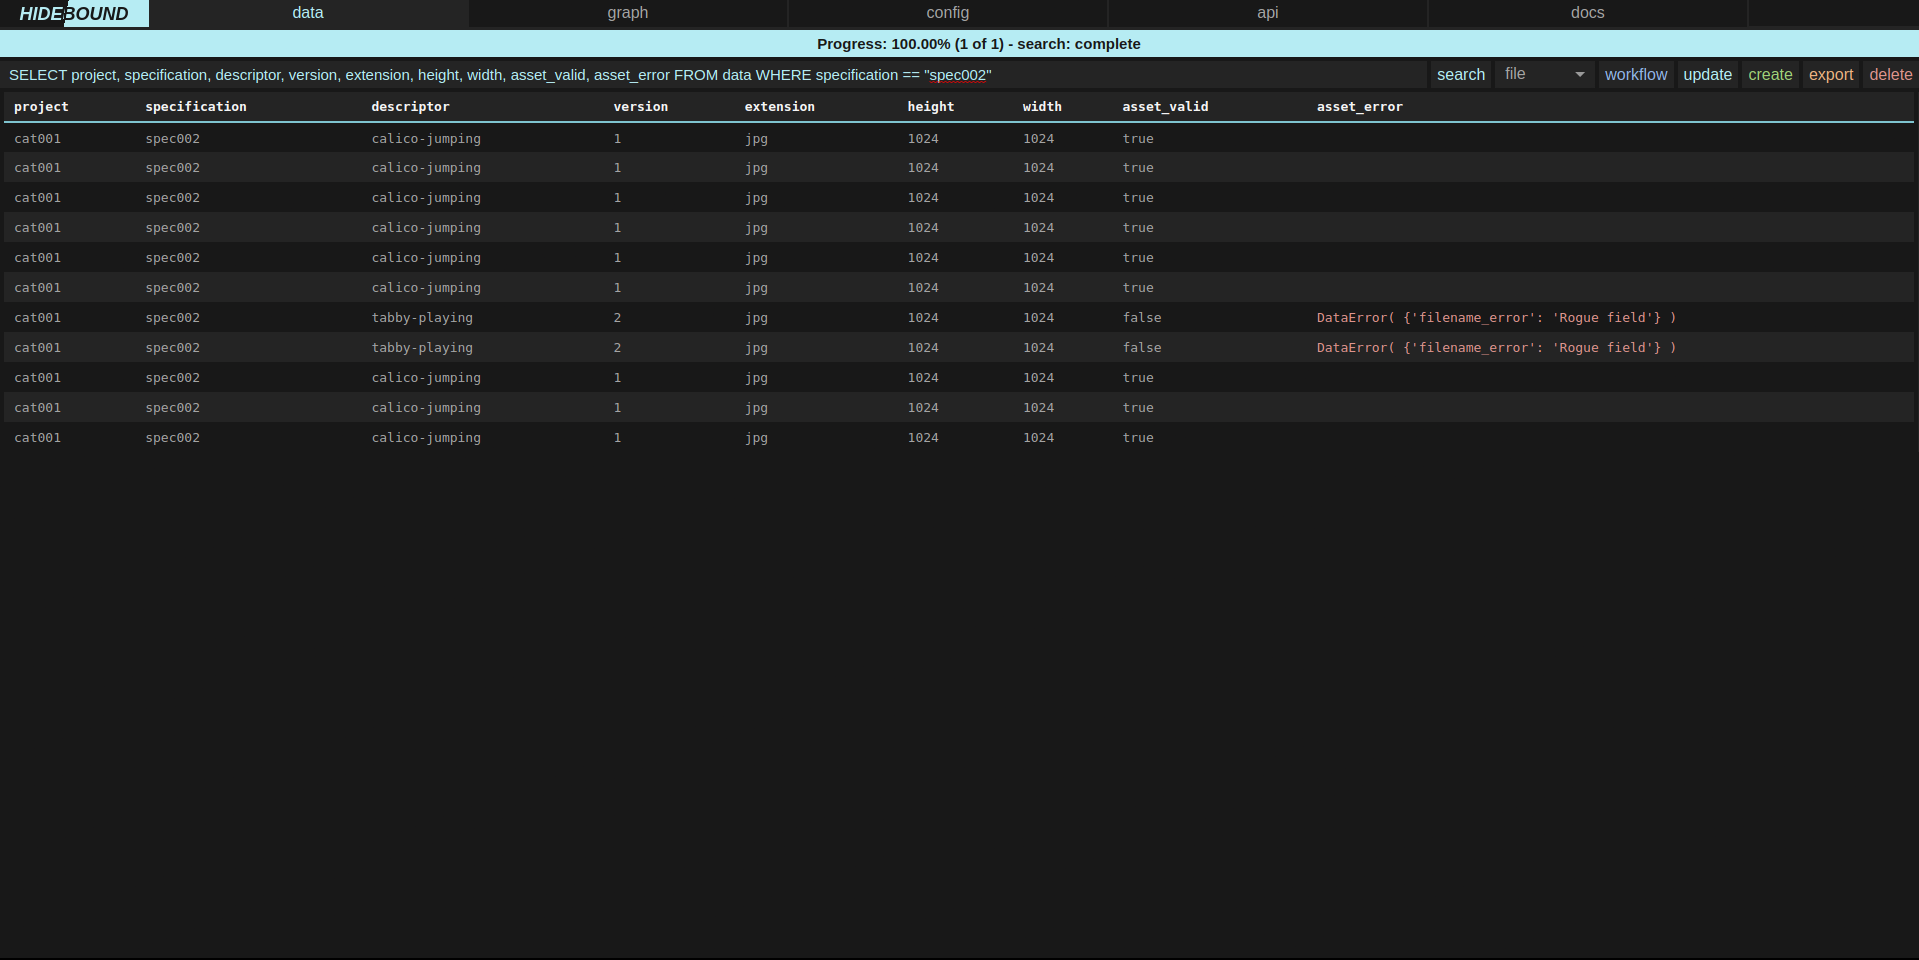 HIDEBOUND data graph config api docs
Progress: 100.00% (1 of 1) - search: complete
SELECT project, specification, descriptor, version, extension, height, width, asset_valid, asset_error FROM data WHERE specification == "spec002" search file workflow update create export delete
project specification descriptor version extension height width asset_valid asset_error
cat001 spec002 calico-jumping 1 jpg 1024 1024 true
cat001 spec002 calico-jumping 1 jpg 1024 1024 true
cat001 spec002 calico-jumping 1 jpg 1024 1024 true
cat001 spec002 calico-jumping 1 jpg 1024 1024 true
cat001 spec002 calico-jumping 1 jpg 1024 1024 true
cat001 spec002 calico-jumping 1 jpg 1024 1024 true
cat001 spec002 tabby-playing 2 jpg 1024 1024 false DataError( {'filename_error': 'Rogue field'} )
cat001 spec002 tabby-playing 2 jpg 1024 1024 false DataError( {'filename_error': 'Rogue field'} )
cat001 spec002 calico-jumping 1 jpg 1024 1024 true
cat001 spec002 calico-jumping 1 jpg 1024 1024 true
cat001 spec002 calico-jumping 1 jpg 1024 1024 true